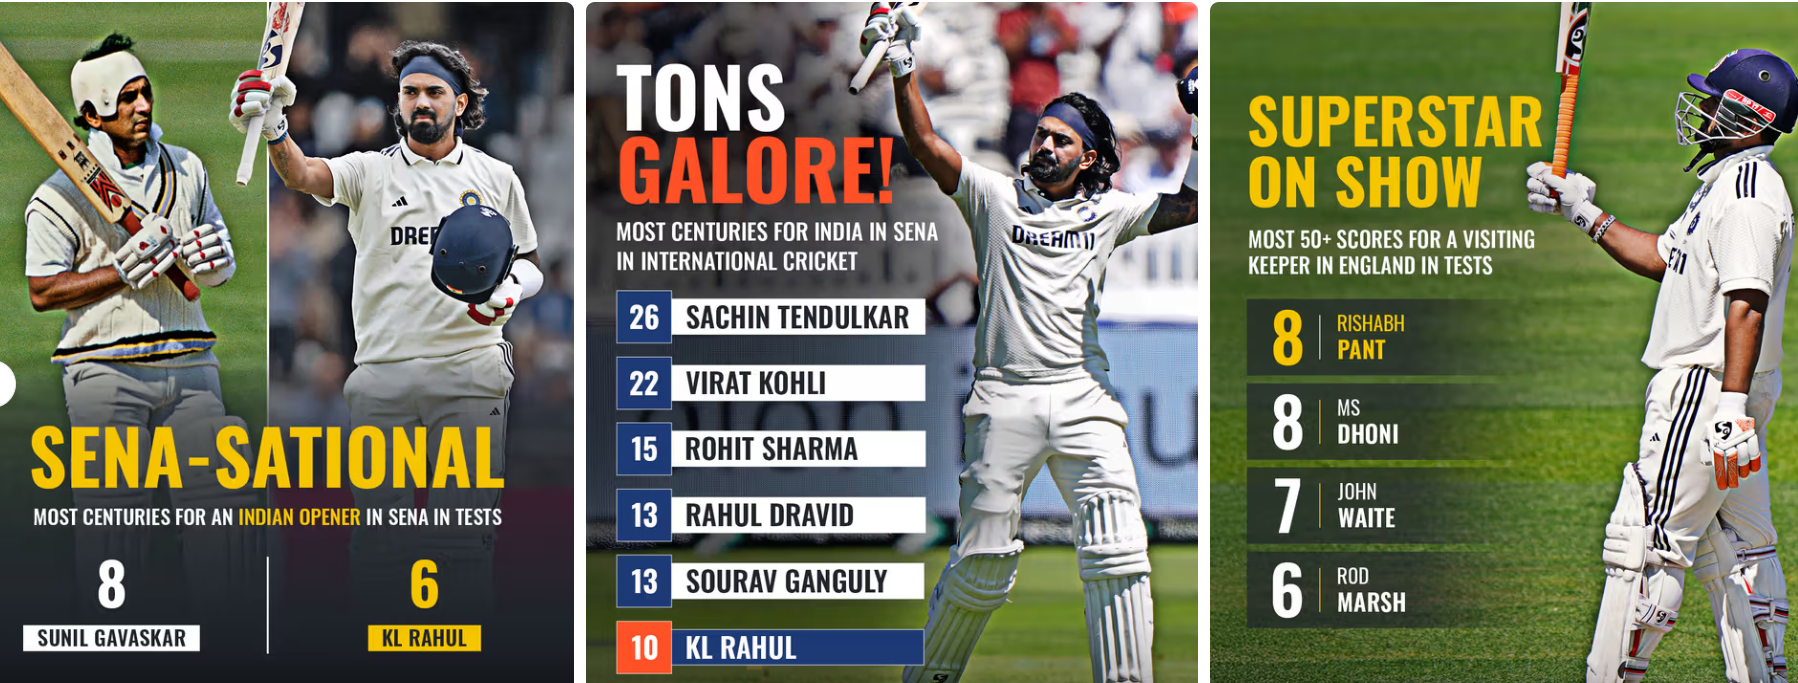 SENA-SATIONAL
MOST CENTURIES FOR AN INDIAN OPENER IN SENA IN TESTS
8
SUNIL GAVASKAR
6
KL RAHUL
TONS
GALORE!
MOST CENTURIES FOR INDIA IN SENA
IN INTERNATIONAL CRICKET
26 SACHIN TENDULKAR
22 VIRAT KOHLI
15 ROHIT SHARMA
13 RAHUL DRAVID
13 SOURAV GANGULY
10 KL RAHUL
DREAM11
SUPERSTAR
ON SHOW
MOST 50+ SCORES FOR A VISITING
KEEPER IN ENGLAND IN TESTS
8 RISHABH
PANT
8 MS
DHONI
7 JOHN
WAITE
6 ROD
MARSH